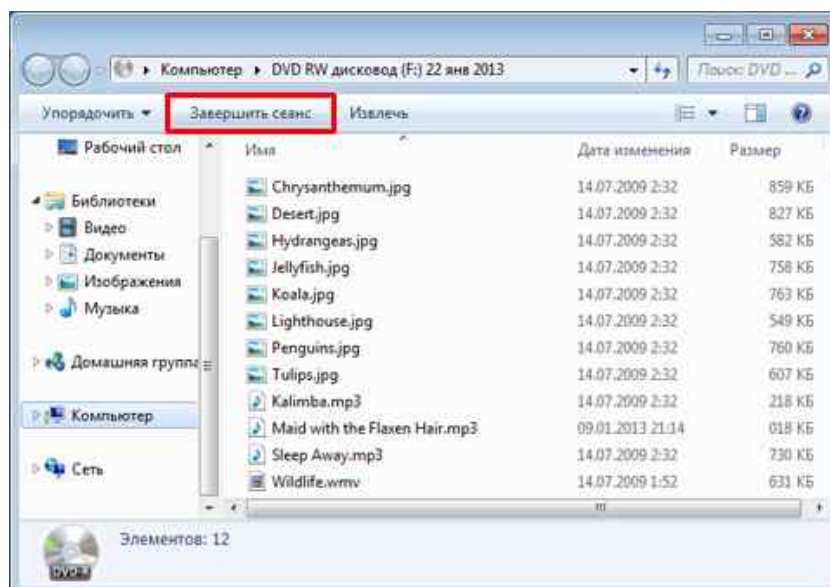 Компьютер ▸ DVD RW дисковод (F:) 22 янв 2013
Поиск: DVD ...
Упорядочить Завершить сеанс Извлечь
Рабочий стол
Библиотеки
Видео
Документы
Изображения
Музыка
Домашняя группа
Компьютер
Сеть
Имя Дата изменения Размер
Chrysanthemum.jpg 14.07.2009 2:32 859 КБ
Desert.jpg 14.07.2009 2:32 827 КБ
Hydrangeas.jpg 14.07.2009 2:32 582 КБ
Jellyfish.jpg 14.07.2009 2:32 758 КБ
Koala.jpg 14.07.2009 2:32 763 КБ
Lighthouse.jpg 14.07.2009 2:32 549 КБ
Penguins.jpg 14.07.2009 2:32 760 КБ
Tulips.jpg 14.07.2009 2:32 607 КБ
Kalimba.mp3 14.07.2009 2:32 218 КБ
Maid with the Flaxen Hair.mp3 09.01.2013 21:14 018 КБ
Sleep Away.mp3 14.07.2009 2:32 730 КБ
Wildlife.wmv 14.07.2009 1:52 631 КБ
Элементов: 12